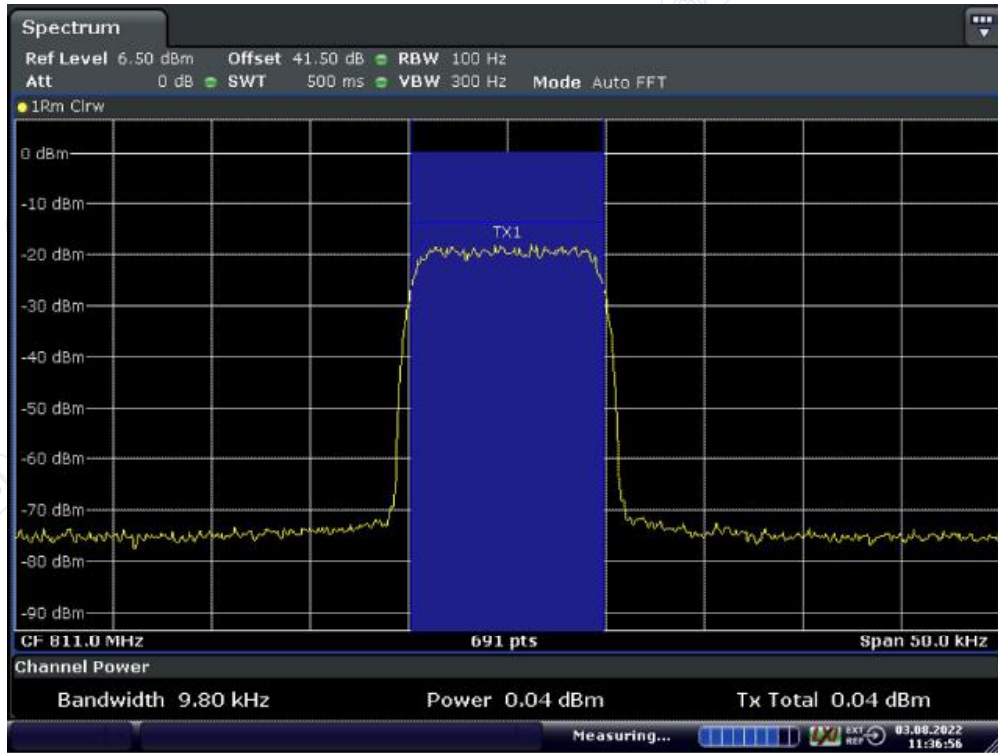 Spectrum
Ref Level 6.50 dBm Offset 41.50 dB RBW 100 Hz
Att 0 dB SWT 500 ms VBW 300 Hz Mode Auto FFT
1Rm Clrw
0 dBm
-10 dBm
TX1
-20 dBm
-30 dBm
-40 dBm
-50 dBm
-60 dBm
-70 dBm
-80 dBm
-90 dBm
CF 811.0 MHz 691 pts Span 50.0 kHz
Channel Power
Bandwidth 9.80 kHz Power 0.04 dBm Tx Total 0.04 dBm
Measuring... LXI EXT REF 03.08.2022
11:36:56